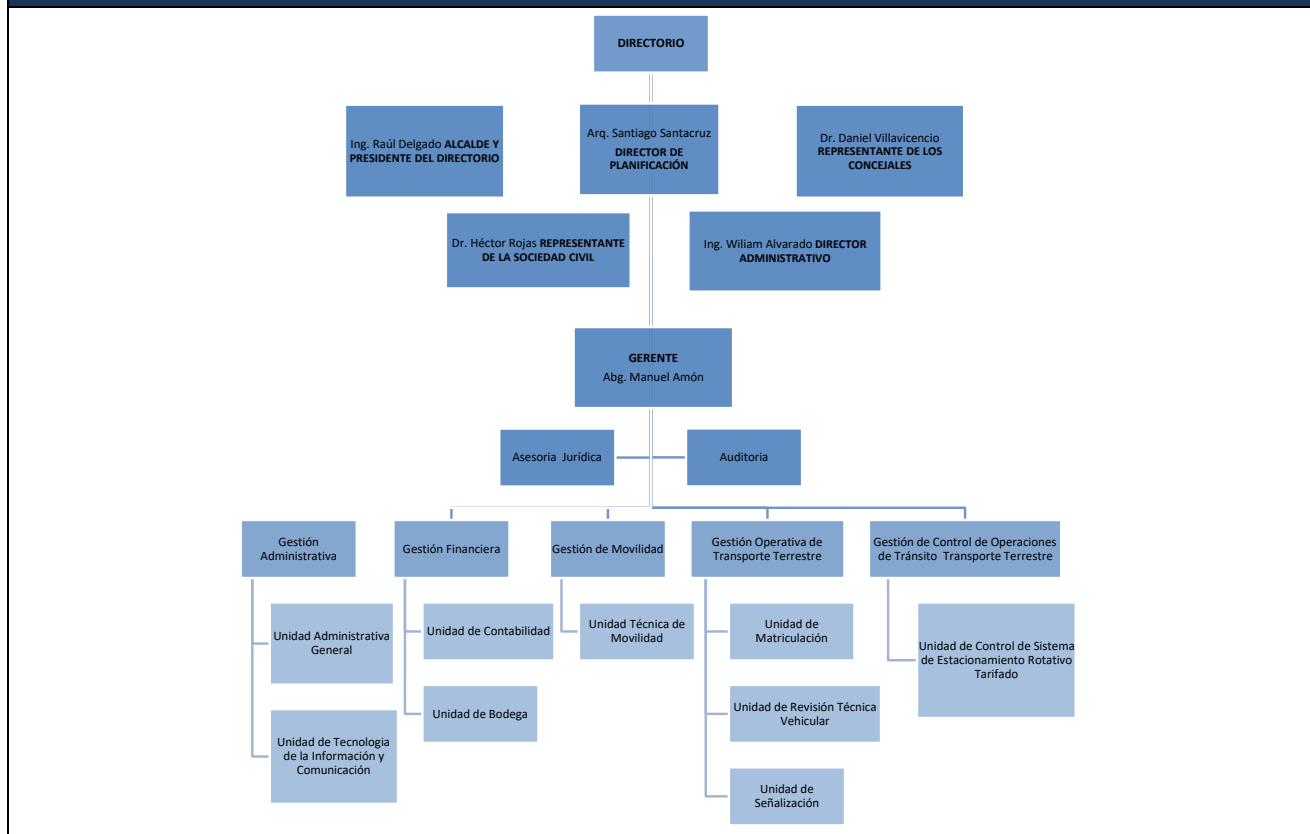 DIRECTORIO
Ing. Raúl Delgado ALCALDE Y
PRESIDENTE DEL DIRECTORIO
Arq. Santiago Santacruz
DIRECTOR DE
PLANIFICACIÓN
Dr. Daniel Villavicencio
REPRESENTANTE DE LOS
CONCEJALES
Dr. Héctor Rojas REPRESENTANTE
DE LA SOCIEDAD CIVIL
Ing. Wiliam Alvarado DIRECTOR
ADMINISTRATIVO
GERENTE
Abg. Manuel Amón
Asesoria Jurídica
Auditoria
Gestión
Administrativa
Gestión Financiera
Gestión de Movilidad
Gestión Operativa de
Transporte Terrestre
Gestión de Control de Operaciones
de Tránsito Transporte Terrestre
Unidad Administrativa
General
Unidad de Tecnologia
de la Información y
Comunicación
Unidad de Contabilidad
Unidad de Bodega
Unidad Técnica de
Movilidad
Unidad de
Matriculación
Unidad de Revisión Técnica
Vehicular
Unidad de
Señalización
Unidad de Control de Sistema
de Estacionamiento Rotativo
Tarifado